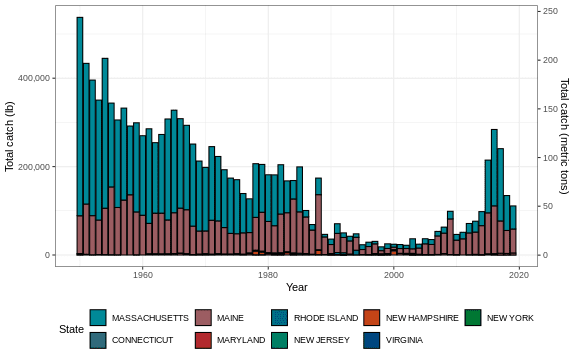 Total catch (lb)
400,000
200,000
0
250
200
150
100
50
0
Total catch (metric tons)
1960
1980
2000
2020
Year
State
MASSACHUSETTS
MAINE
RHODE ISLAND
NEW HAMPSHIRE
NEW YORK
CONNECTICUT
MARYLAND
NEW JERSEY
VIRGINIA